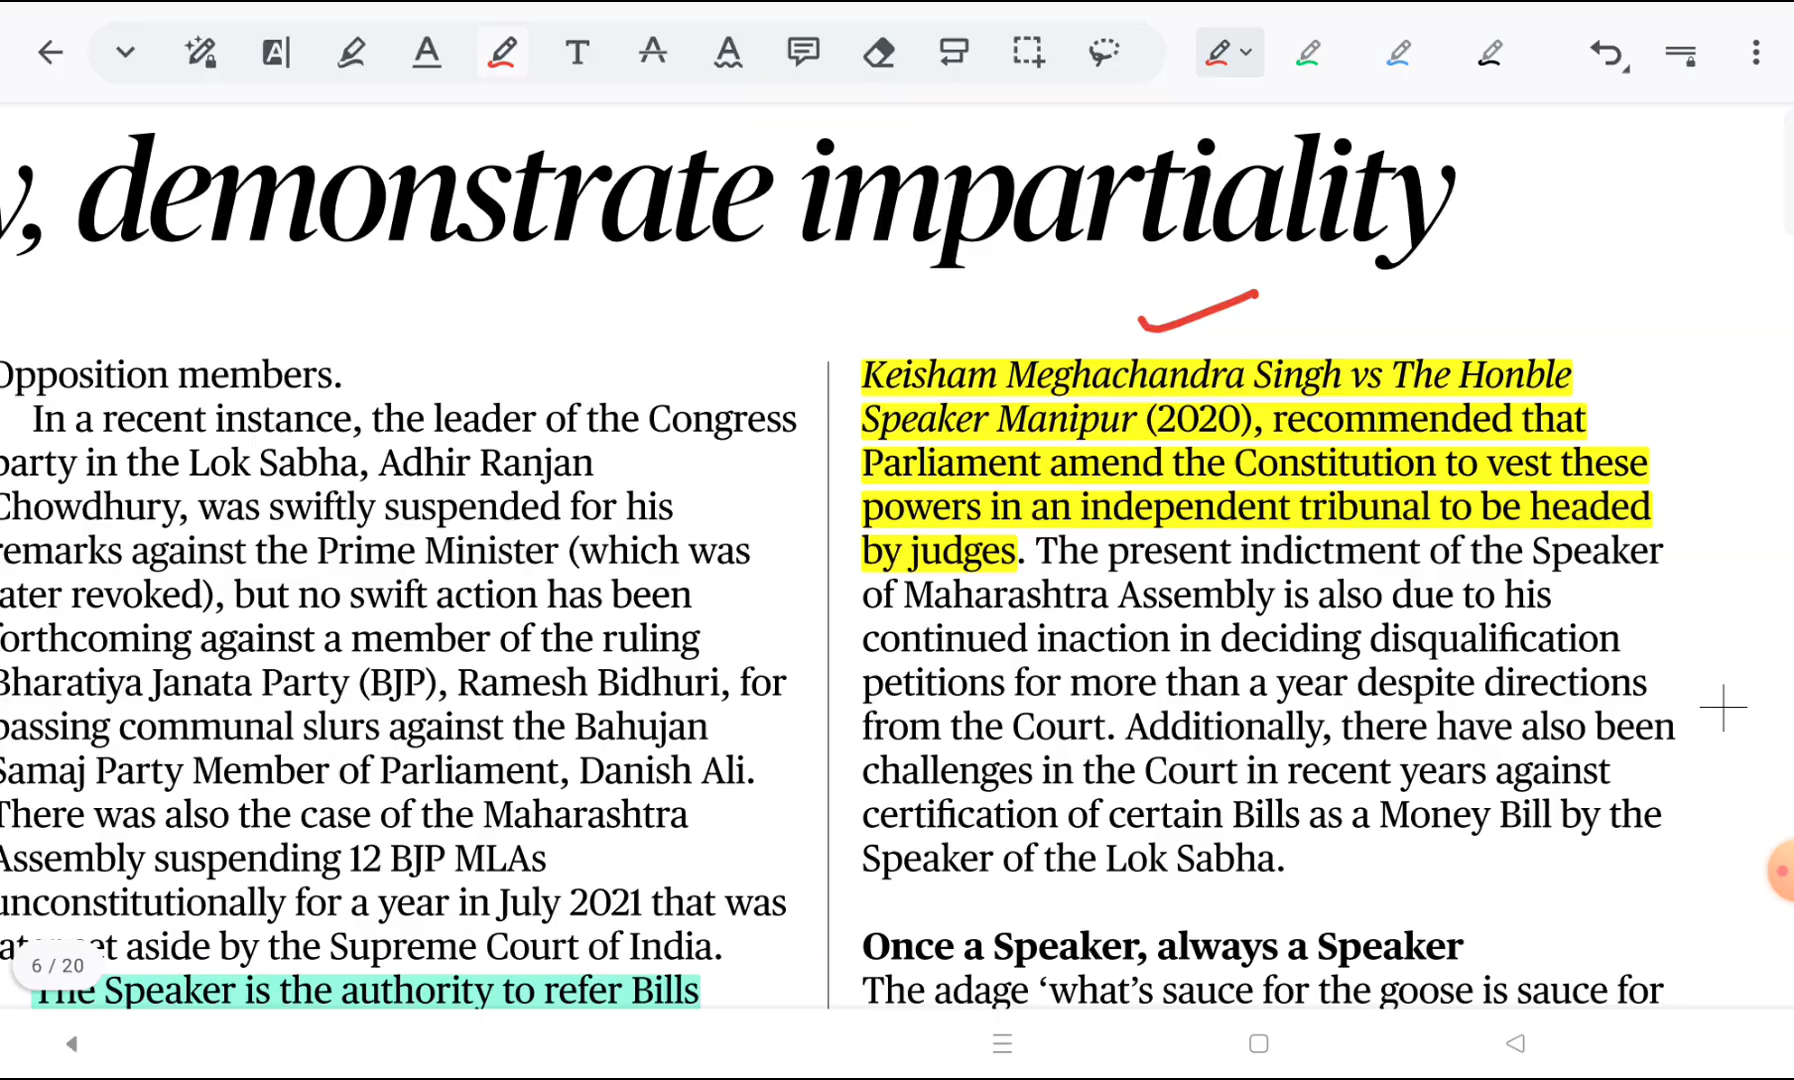 y, demonstrate impartiality
Opposition members.
In a recent instance, the leader of the Congress
party in the Lok Sabha, Adhir Ranjan
Chowdhury, was swiftly suspended for his
remarks against the Prime Minister (which was
later revoked), but no swift action has been
forthcoming against a member of the ruling
Bharatiya Janata Party (BJP), Ramesh Bidhuri, for
passing communal slurs against the Bahujan
Samaj Party Member of Parliament, Danish Ali.
There was also the case of the Maharashtra
Assembly suspending 12 BJP MLAs
unconstitutionally for a year in July 2021 that was
set aside by the Supreme Court of India.
The Speaker is the authority to refer Bills
Keisham Meghachandra Singh vs The Honble
Speaker Manipur (2020), recommended that
Parliament amend the Constitution to vest these
powers in an independent tribunal to be headed
by judges. The present indictment of the Speaker
of Maharashtra Assembly is also due to his
continued inaction in deciding disqualification
petitions for more than a year despite directions
from the Court. Additionally, there have also been
challenges in the Court in recent years against
certification of certain Bills as a Money Bill by the
Speaker of the Lok Sabha.
Once a Speaker, always a Speaker
The adage ‘what’s sauce for the goose is sauce for
6 / 20